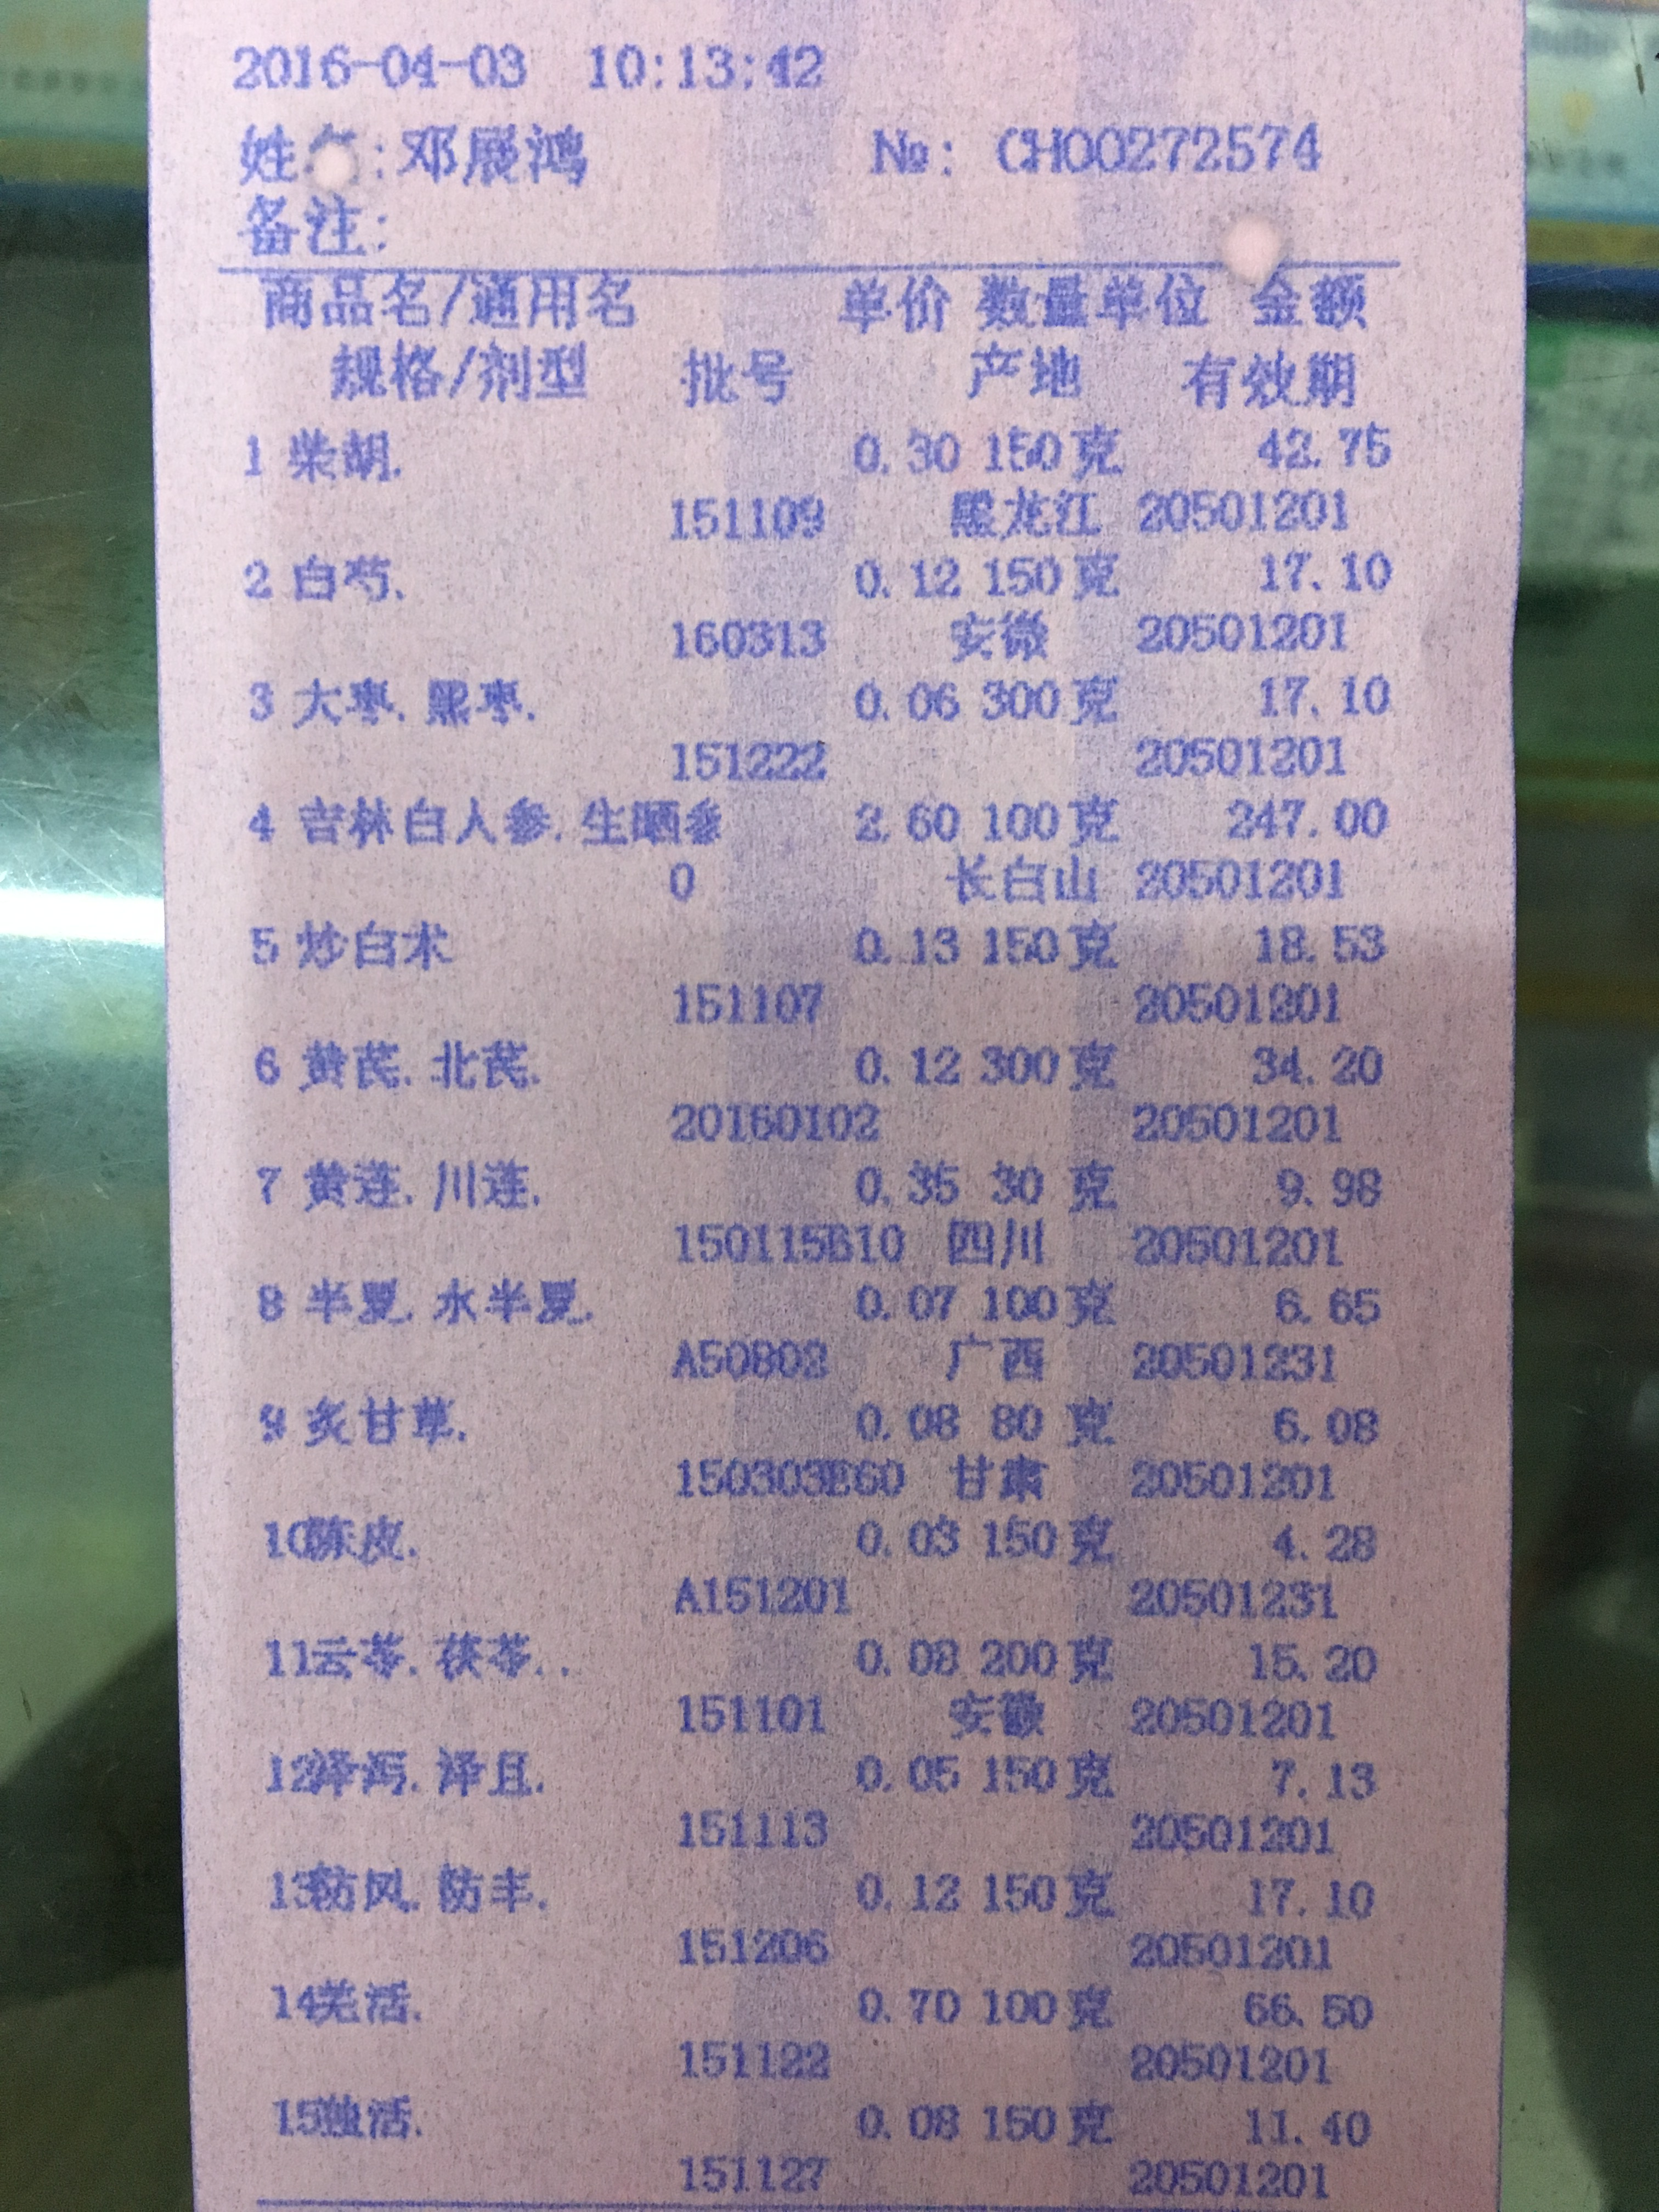 2016-04-03 10:13:42
姓名:邓展鸿 №: CH00272574
备注:
商品名/通用名 单价 数量单位 金额
规格/剂型 批号 产地 有效期
1 柴胡. 0.30 150克 42.75
151109 黑龙江 20501201
2 白芍. 0.12 150克 17.10
160313 安徽 20501201
3 大枣.黑枣. 0.06 300克 17.10
151222 20501201
4 吉林白人参.生晒参 2.60 100克 247.00
0 长白山 20501201
5 炒白术 0.13 150克 18.53
151107 20501201
6 黄芪.北芪. 0.12 300克 34.20
20160102 20501201
7 黄连.川连. 0.35 30 克 9.98
150115B10 四川 20501201
8 半夏.水半夏. 0.07 100克 6.65
A50802 广西 20501231
9 炙甘草. 0.08 80 克 6.08
150303E60 甘肃 20501201
10陈皮. 0.03 150克 4.28
A151201 20501231
11云苓.茯苓.. 0.08 200克 15.20
151101 安徽 20501201
12泽泻.泽且. 0.05 150克 7.13
151113 20501201
13防风.防丰. 0.12 150克 17.10
151206 20501201
14羌活. 0.70 100克 66.50
151122 20501201
15独活. 0.08 150克 11.40
151127 20501201